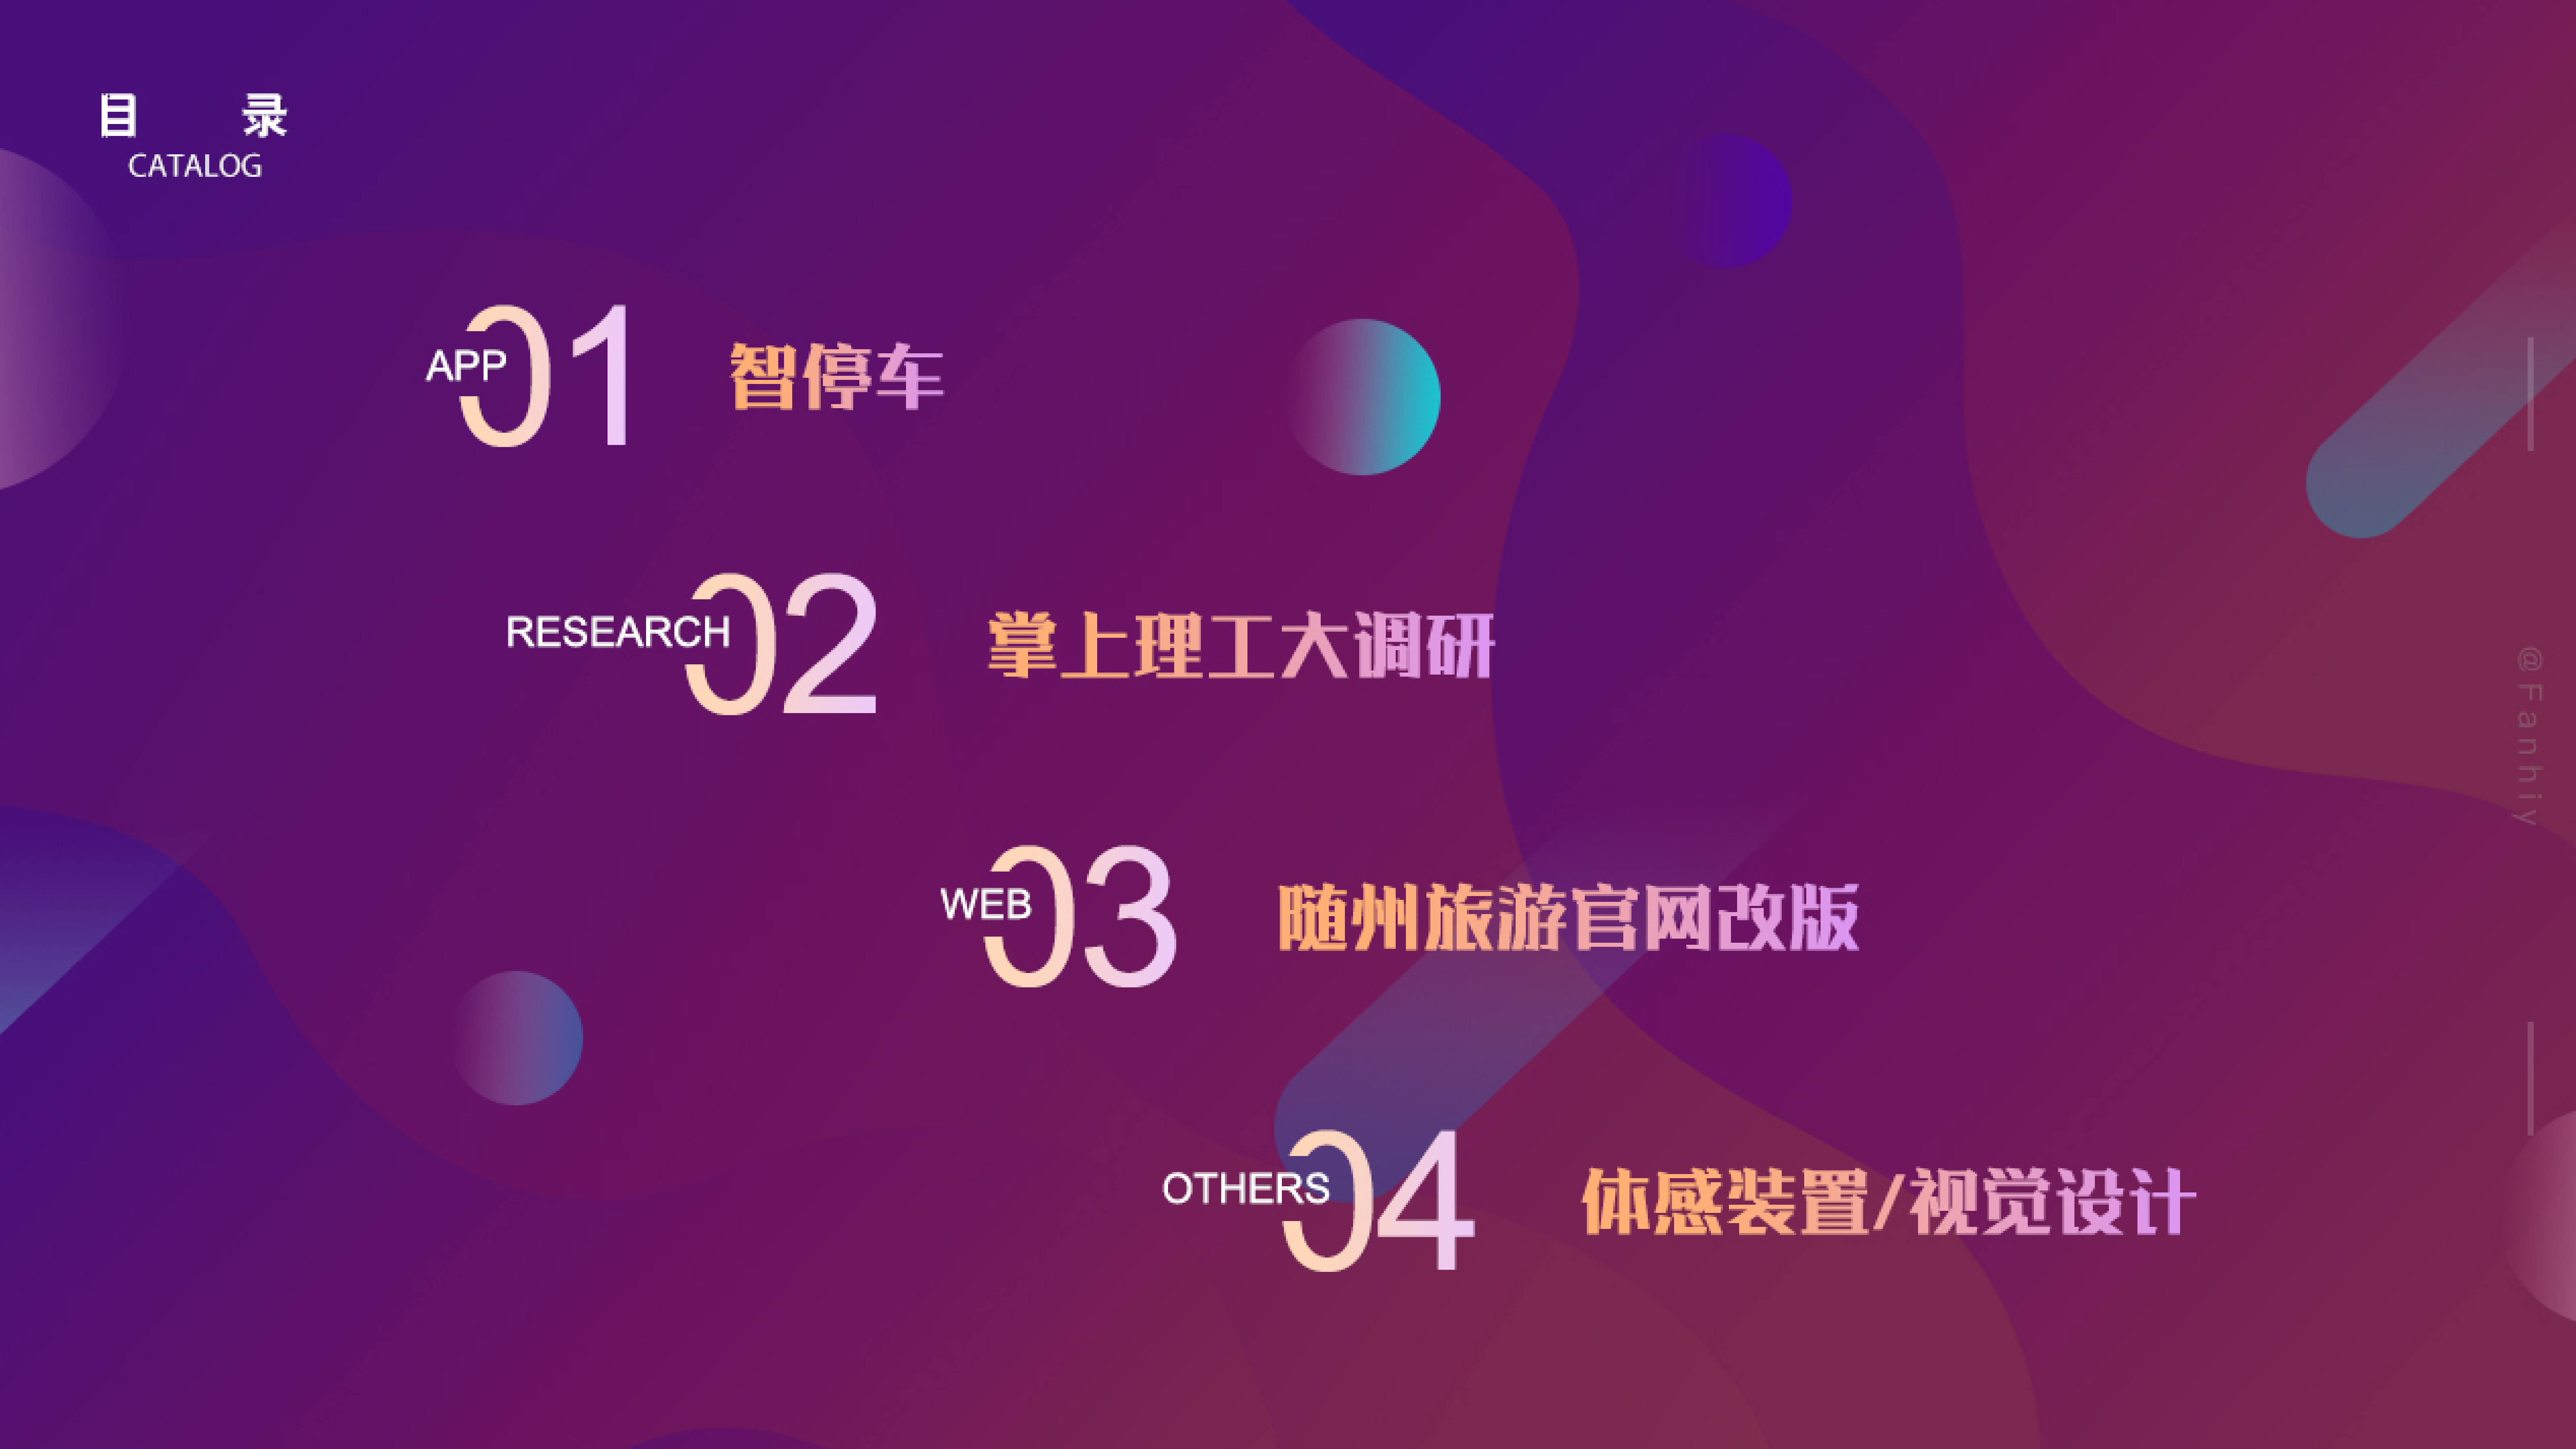 目 录
CATALOG
APP 01 智停车
RESEARCH 02 掌上理工大调研
WEB 03 随州旅游官网改版
OTHERS 04 体感装置/视觉设计
@Fanhiy